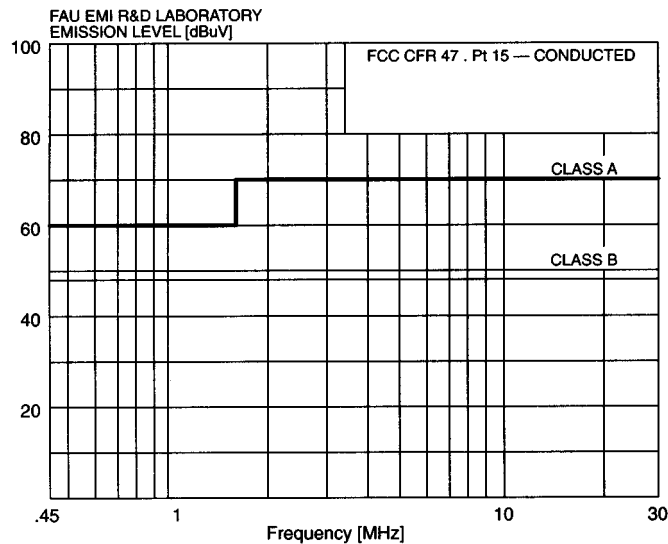 FAU EMI R&D LABORATORY
EMISSION LEVEL [dBuV]
100
FCC CFR 47 . Pt 15 — CONDUCTED
80
CLASS A
60
CLASS B
40
20
.45 1 10 30
Frequency [MHz]